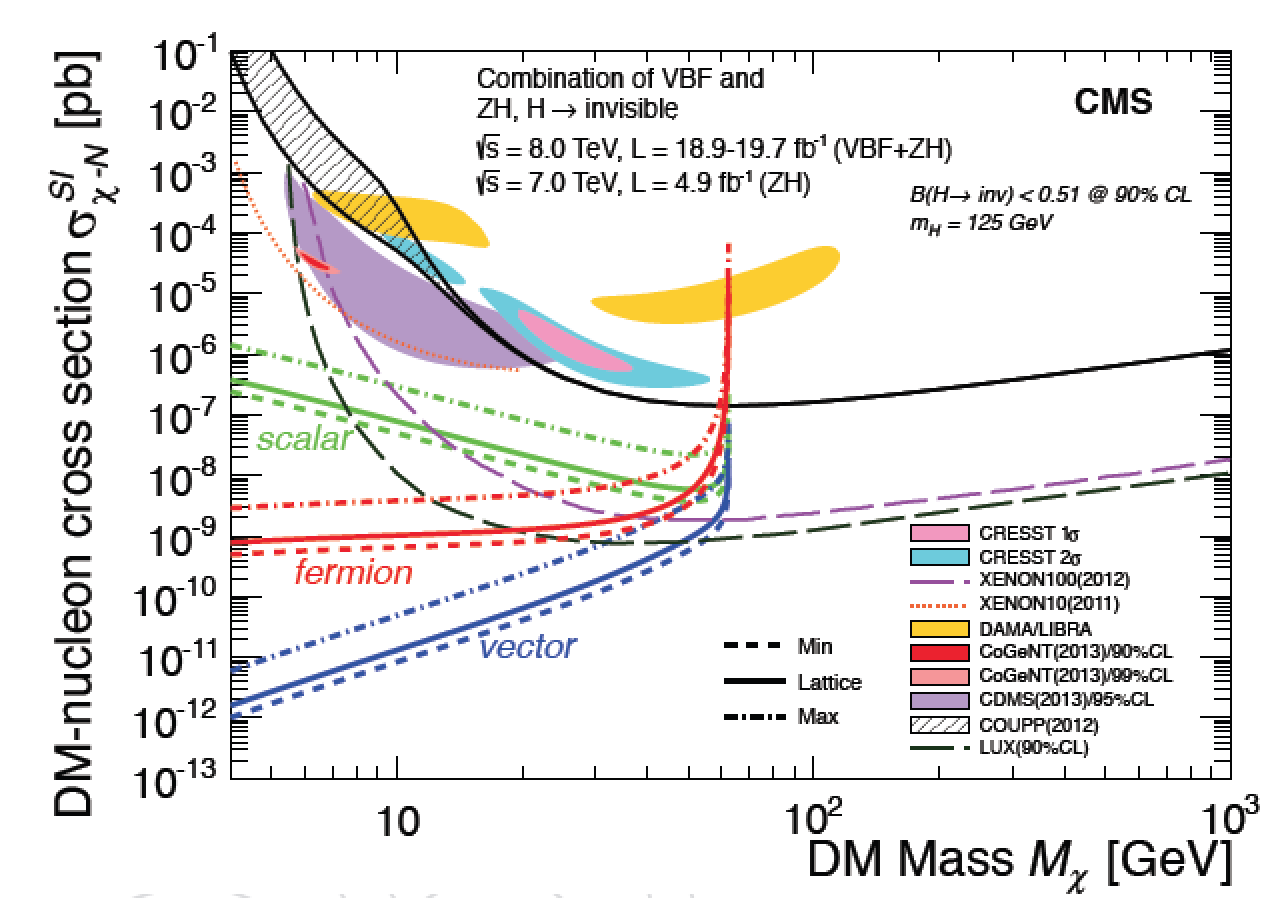 Combination of VBF and
ZH, H → invisible
√s = 8.0 TeV, L = 18.9-19.7 fb⁻¹ (VBF+ZH)
√s = 7.0 TeV, L = 4.9 fb⁻¹ (ZH)
CMS
B(H→ inv) < 0.51 @ 90% CL
m_H = 125 GeV
DM-nucleon cross section σ^SI_χ-N [pb]
10⁻¹
10⁻²
10⁻³
10⁻⁴
10⁻⁵
10⁻⁶
10⁻⁷
10⁻⁸
10⁻⁹
10⁻¹⁰
10⁻¹¹
10⁻¹²
10⁻¹³
scalar
fermion
vector
Min
Lattice
Max
CRESST 1σ
CRESST 2σ
XENON100(2012)
XENON10(2011)
DAMA/LIBRA
CoGeNT(2013)/90%CL
CoGeNT(2013)/99%CL
CDMS(2013)/95%CL
COUPP(2012)
LUX(90%CL)
10
10²
10³
DM Mass M_χ [GeV]